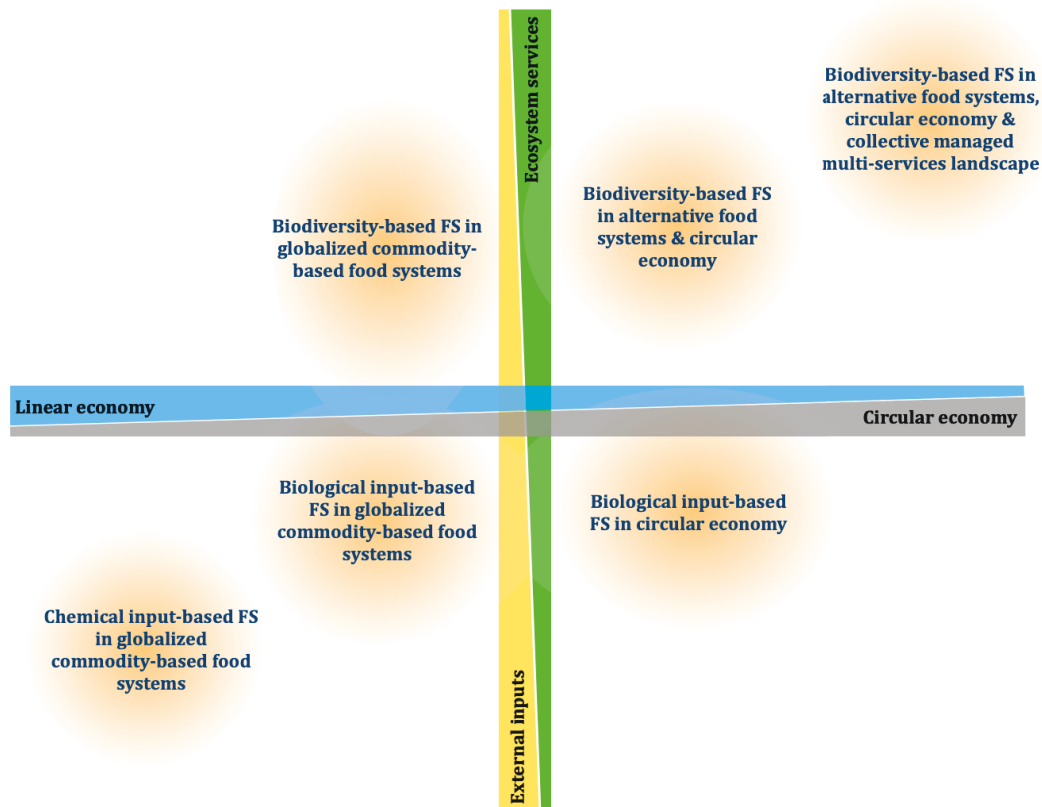 Ecosystem services
Biodiversity-based FS in
alternative food systems,
circular economy &
collective managed
multi-services landscape
Biodiversity-based FS
in alternative food
systems & circular
economy
Biodiversity-based FS in
globalized commodity-
based food systems
Linear economy
Circular economy
Biological input-based
FS in globalized
commodity-based food
systems
Biological input-based
FS in circular economy
Chemical input-based FS
in globalized
commodity-based food
systems
External inputs